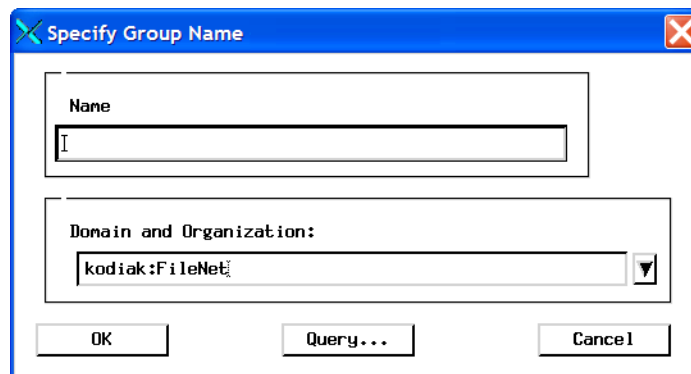 Specify Group Name
Name
Domain and Organization:
kodiak:FileNet
OK
Query...
Cancel